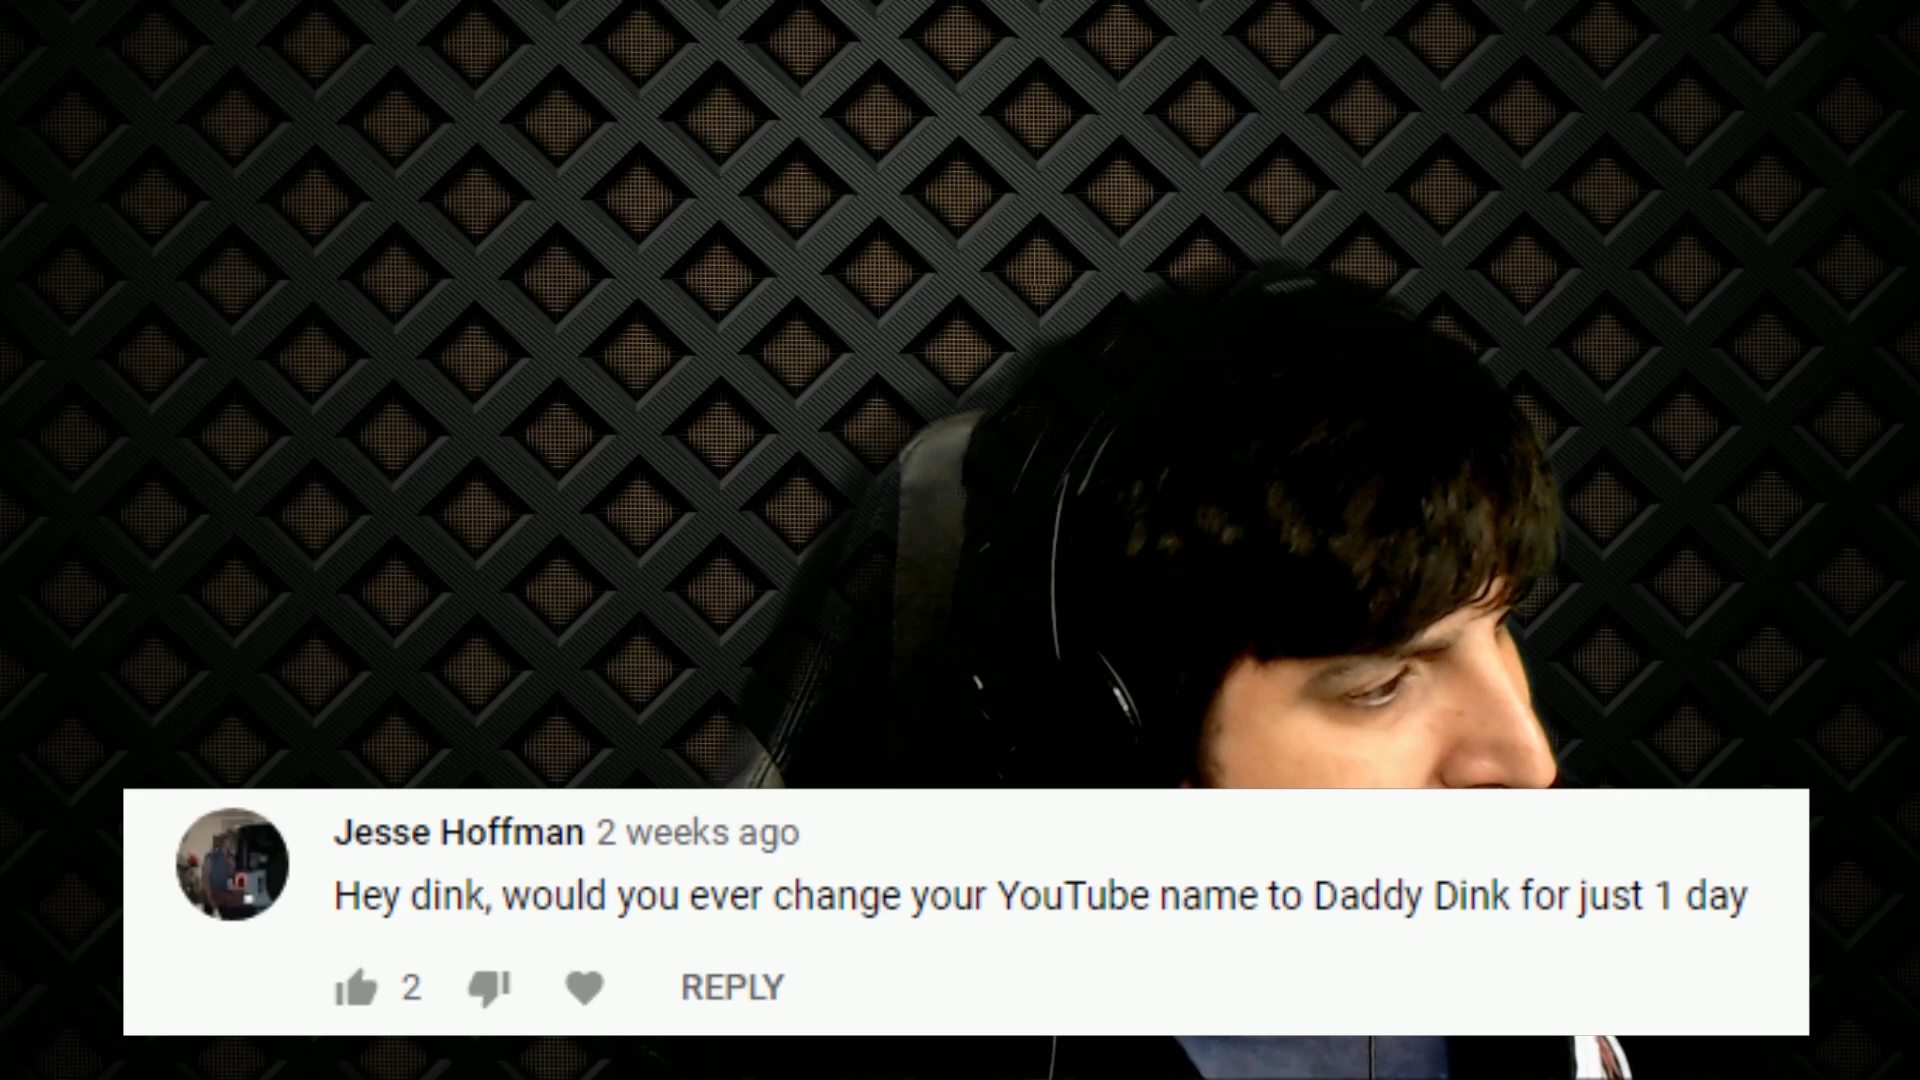 Jesse Hoffman 2 weeks ago
Hey dink, would you ever change your YouTube name to Daddy Dink for just 1 day
2 REPLY